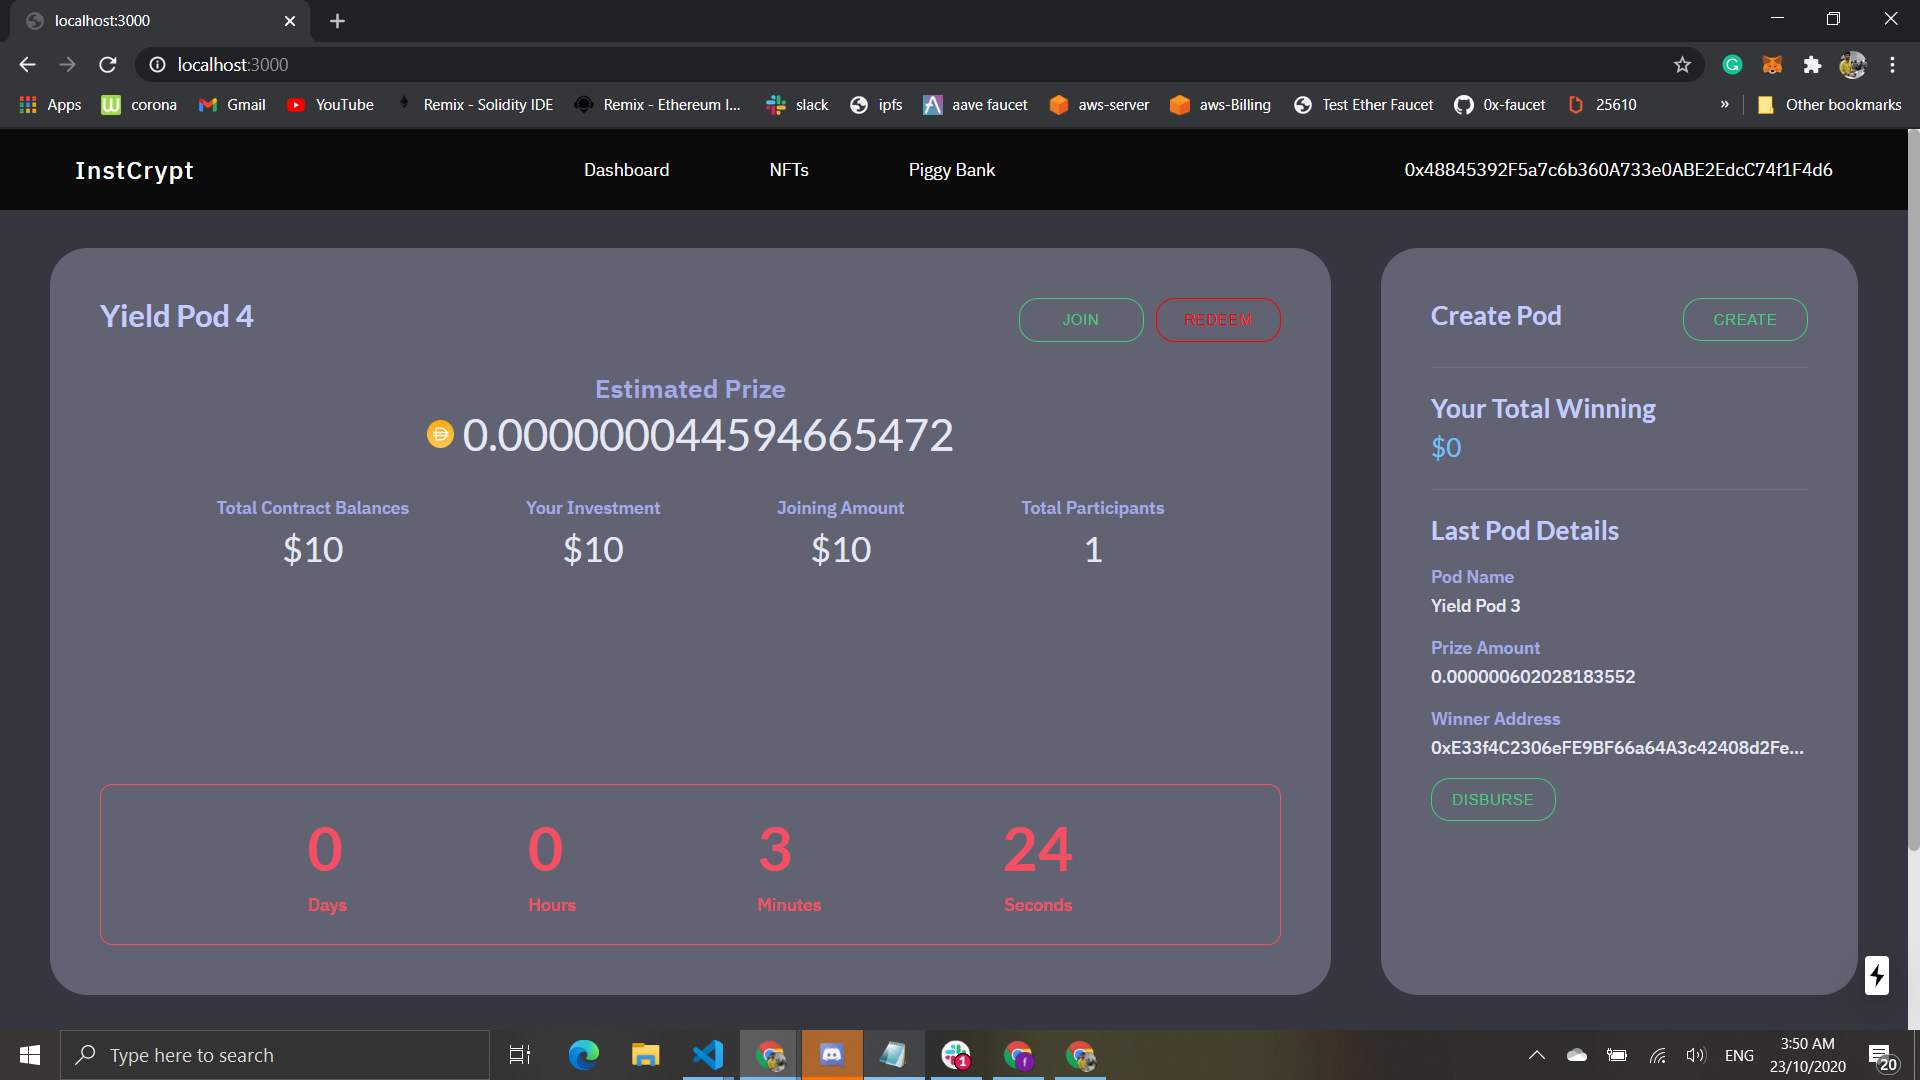 localhost:3000
localhost:3000
Apps corona Gmail YouTube Remix - Solidity IDE Remix - Ethereum I... slack ipfs aave faucet aws-server aws-Billing Test Ether Faucet 0x-faucet 25610 » Other bookmarks
InstCrypt Dashboard NFTs Piggy Bank 0x48845392F5a7c6b360A733e0ABE2EdcC74f1F4d6
Yield Pod 4 JOIN REDEEM
Estimated Prize
0.000000044594665472
Total Contract Balances Your Investment Joining Amount Total Participants
$10 $10 $10 1
0 0 3 24
Days Hours Minutes Seconds
Create Pod CREATE
Your Total Winning
$0
Last Pod Details
Pod Name
Yield Pod 3
Prize Amount
0.000000602028183552
Winner Address
0xE33f4C2306eFE9BF66a64A3c42408d2Fe...
DISBURSE
Type here to search 1 f ENG 3:50 AM 20
23/10/2020